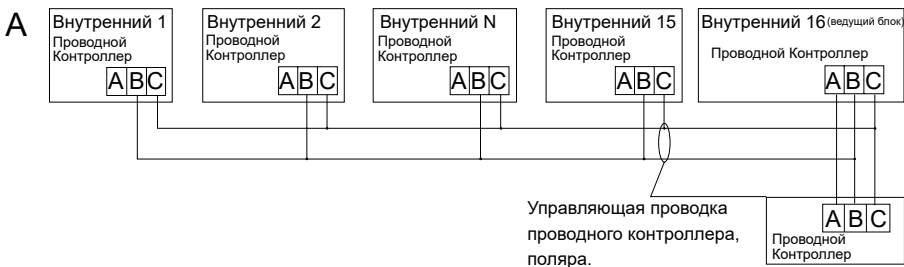 A
Внутренний 1
Проводной
Контроллер
A B C
Внутренний 2
Проводной
Контроллер
A B C
Внутренний N
Проводной
Контроллер
A B C
Внутренний 15
Проводной
Контроллер
A B C
Внутренний 16 (ведущий блок)
Проводной Контроллер
A B C
Управляющая проводка
проводного контроллера,
поляра.
A B C
Проводной
Контроллер